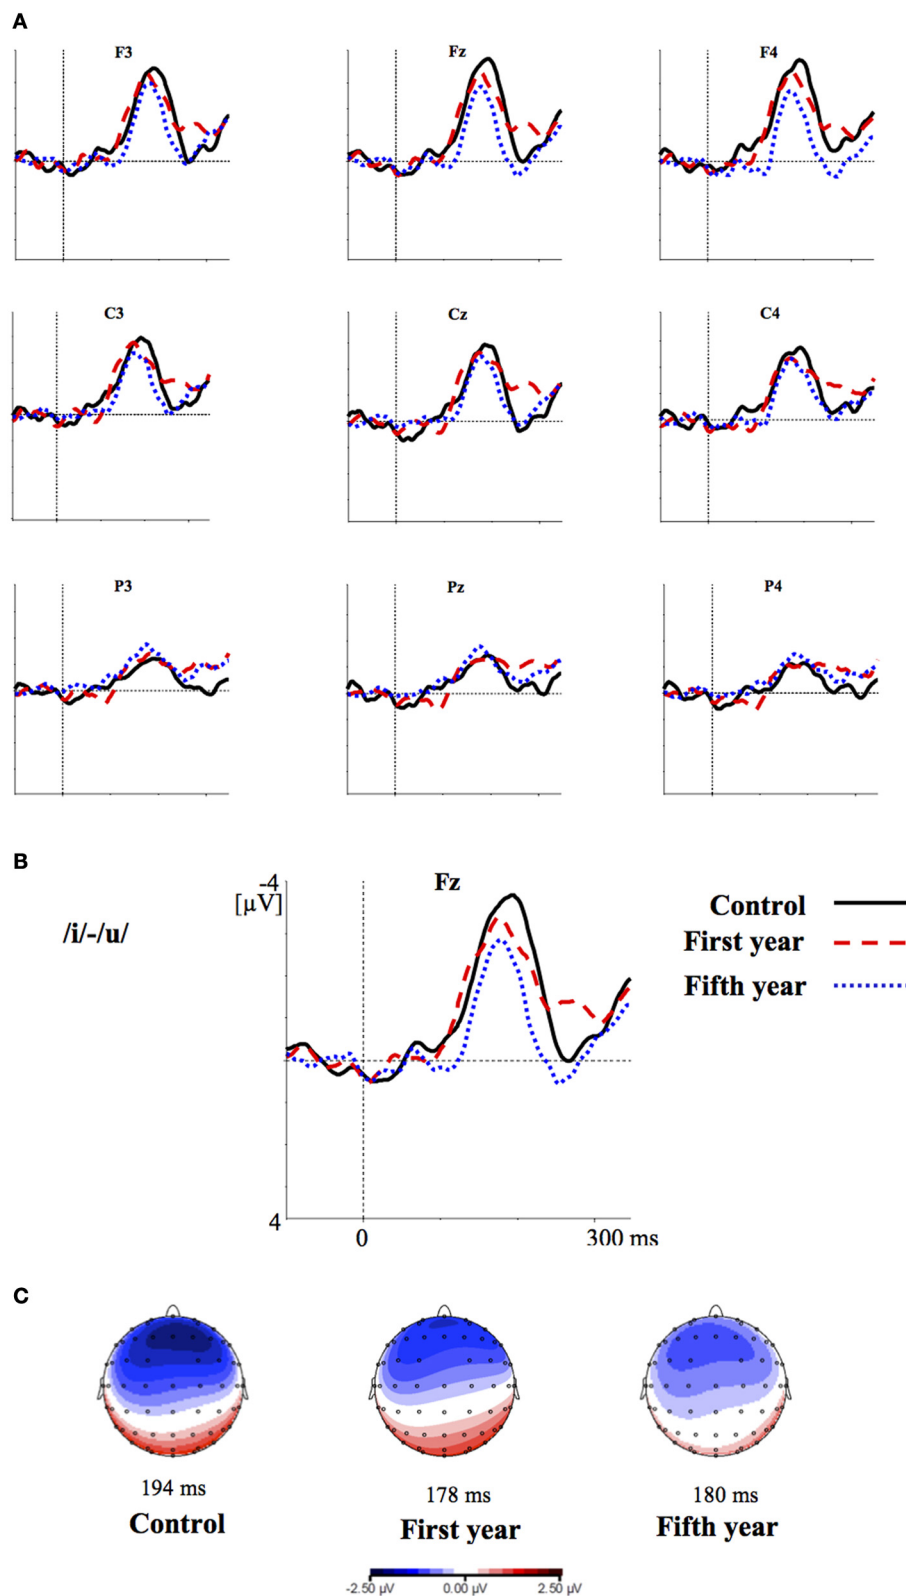 A
F3 Fz F4
C3 Cz C4
P3 Pz P4
B
Fz
-4
[µV]
/i/-/u/
Control
First year
Fifth year
4
0 300 ms
C
194 ms 178 ms 180 ms
Control First year Fifth year
-2.50 µV 0.00 µV 2.50 µV